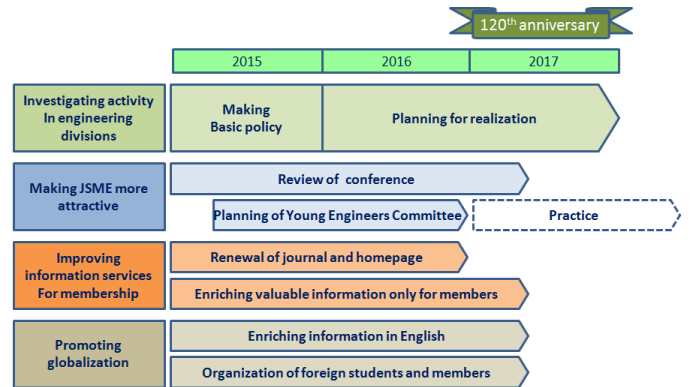 120th anniversary
2015 2016 2017
Investigating activity
In engineering
divisions
Making
Basic policy
Planning for realization
Making JSME more
attractive
Review of conference
Planning of Young Engineers Committee
Practice
Improving
information services
For membership
Renewal of journal and homepage
Enriching valuable information only for members
Promoting
globalization
Enriching information in English
Organization of foreign students and members